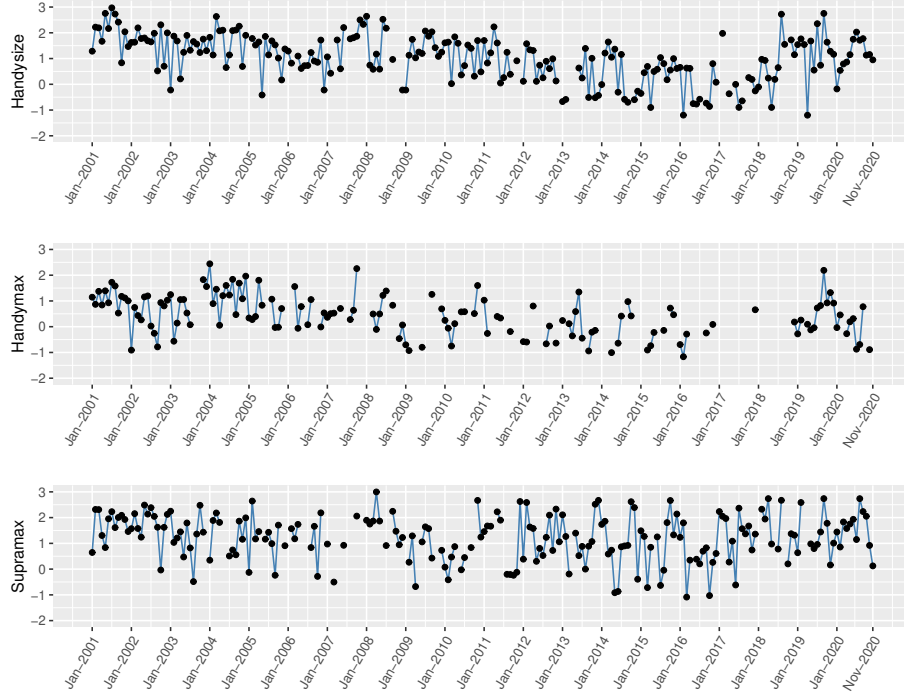 Handysize
3
2
1
0
−1
−2
Jan−2001
Jan−2002
Jan−2003
Jan−2004
Jan−2005
Jan−2006
Jan−2007
Jan−2008
Jan−2009
Jan−2010
Jan−2011
Jan−2012
Jan−2013
Jan−2014
Jan−2015
Jan−2016
Jan−2017
Jan−2018
Jan−2019
Jan−2020
Nov−2020
Handymax
3
2
1
0
−1
−2
Jan−2001
Jan−2002
Jan−2003
Jan−2004
Jan−2005
Jan−2006
Jan−2007
Jan−2008
Jan−2009
Jan−2010
Jan−2011
Jan−2012
Jan−2013
Jan−2014
Jan−2015
Jan−2016
Jan−2017
Jan−2018
Jan−2019
Jan−2020
Nov−2020
Supramax
3
2
1
0
−1
−2
Jan−2001
Jan−2002
Jan−2003
Jan−2004
Jan−2005
Jan−2006
Jan−2007
Jan−2008
Jan−2009
Jan−2010
Jan−2011
Jan−2012
Jan−2013
Jan−2014
Jan−2015
Jan−2016
Jan−2017
Jan−2018
Jan−2019
Jan−2020
Nov−2020